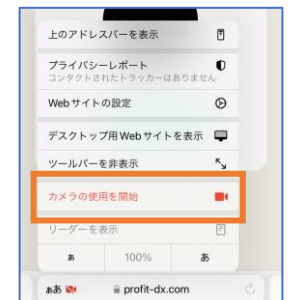 上のアドレスバーを表示
プライバシーレポート
コンタクトされたトラッカーはありません
Webサイトの設定
デスクトップ用Webサイトを表示
ツールバーを非表示
カメラの使用を開始
リーダーを表示
ぁ 100% あ
ぁあ profit-dx.com